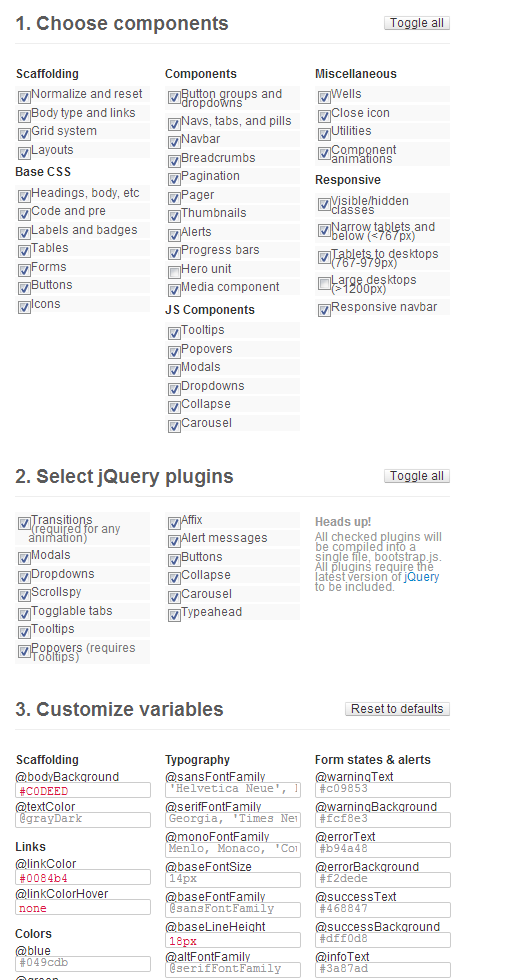 1. Choose components
Toggle all
Scaffolding
Normalize and reset
Body type and links
Grid system
Layouts
Base CSS
Headings, body, etc
Code and pre
Labels and badges
Tables
Forms
Buttons
Icons
Components
Button groups and
dropdowns
Navs, tabs, and pills
Navbar
Breadcrumbs
Pagination
Pager
Thumbnails
Alerts
Progress bars
Hero unit
Media component
JS Components
Tooltips
Popovers
Modals
Dropdowns
Collapse
Carousel
Miscellaneous
Wells
Close icon
Utilities
Component
animations
Responsive
Visible/hidden
classes
Narrow tablets and
below (<767px)
Tablets to desktops
(767-979px)
Large desktops
(>1200px)
Responsive navbar
2. Select jQuery plugins
Toggle all
Transitions
(required for any
animation)
Modals
Dropdowns
Scrollspy
Togglable tabs
Tooltips
Popovers (requires
Tooltips)
Affix
Alert messages
Buttons
Collapse
Carousel
Typeahead
Heads up!
All checked plugins will
be compiled into a
single file, bootstrap.js.
All plugins require the
latest version of jQuery
to be included.
3. Customize variables
Reset to defaults
Scaffolding
@bodyBackground
#C0DEED
@textColor
@grayDark
Links
@linkColor
#0084b4
@linkColorHover
none
Colors
@blue
#049cdb
@green
Typography
@sansFontFamily
'Helvetica Neue',
@serifFontFamily
Georgia, 'Times Nev
@monoFontFamily
Menlo, Monaco, 'Cou
@baseFontSize
14px
@baseFontFamily
@sansFontFamily
@baseLineHeight
18px
@altFontFamily
@serifFontFamily
Form states & alerts
@warningText
#c09853
@warningBackground
#fcf8e3
@errorText
#b94a48
@errorBackground
#f2dede
@successText
#468847
@successBackground
#dff0d8
@infoText
#3a87ad